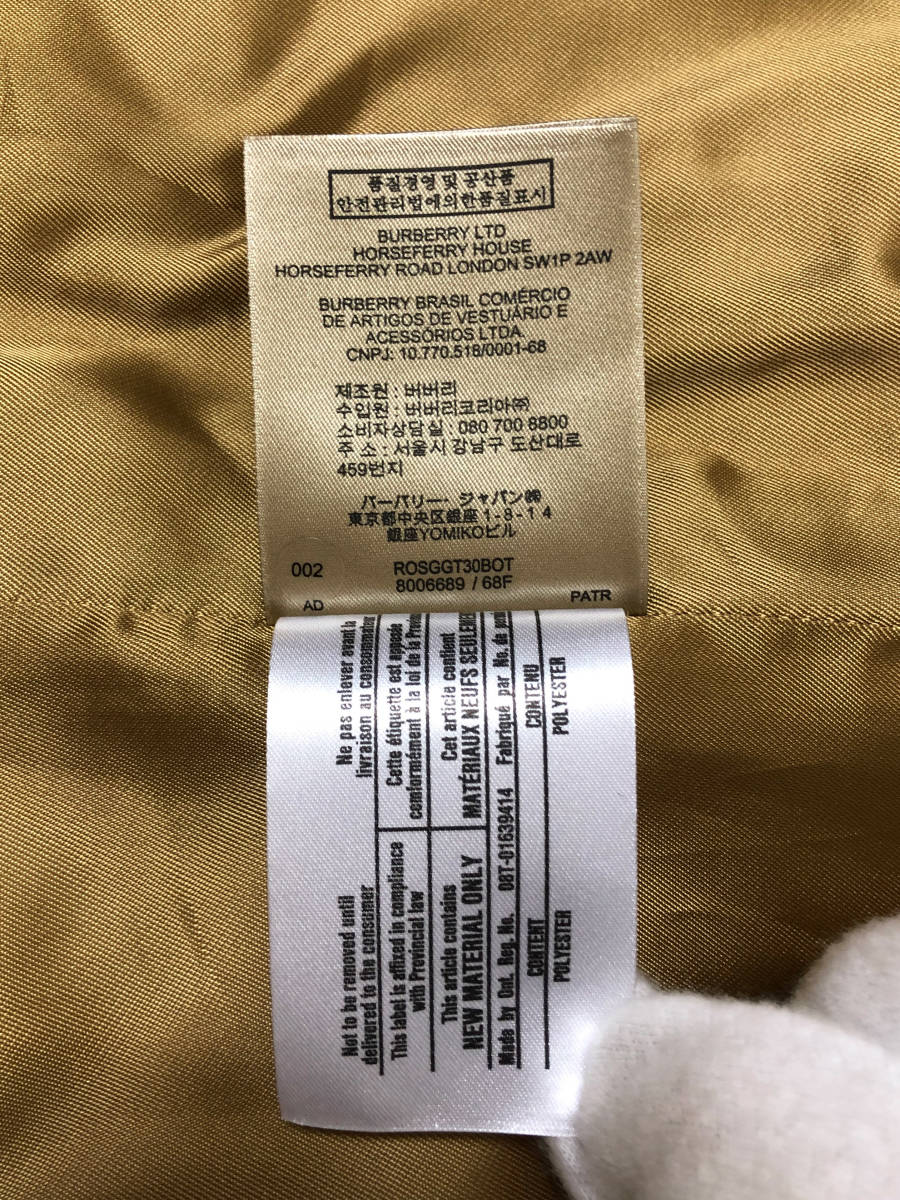 품질경영 및 공산품
안전관리법에의한품질표시
BURBERRY LTD
HORSEFERRY HOUSE
HORSEFERRY ROAD LONDON SW1P 2AW
BURBERRY BRASIL COMÉRCIO
DE ARTIGOS DE VESTUÁRIO E
ACESSÓRIOS LTDA
CNPJ: 10.770.518/0001-68
제조원 : 버버리
수입원 : 버버리코리아㈜
소비자상담실 : 080 700 8800
주 소 : 서울시 강남구 도산대로
459번지
バーバリー・ジャパン㈱
東京都中央区銀座1-8-14
銀座YOMIKOビル
002 ROSGGT30BOT
8006689 / 68F
AD PATR
Not to be removed until
delivered to the consumer
Ne pas enlever avant la
livraison au consommateur
This label is affixed in compliance
with Provincial law
Cette étiquette est apposée
comformément à la loi de la
This article contains
NEW MATERIAL ONLY
Cet article contient
MATÉRIAUX NEUFS
Made by Ont. Reg. No. 08T-01639414 Fabriqué par No. de
CONTENT CONTENU
POLYESTER POLYESTER